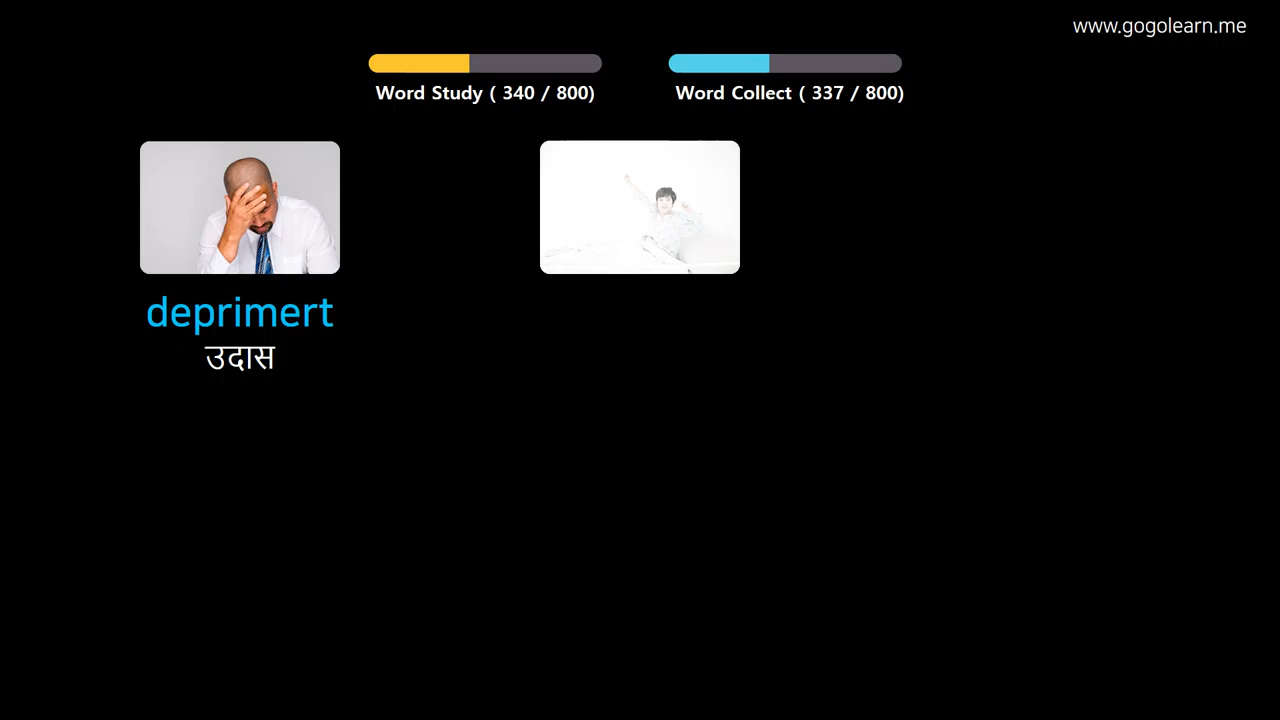 www.gogolearn.me
Word Study ( 340 / 800)
Word Collect ( 337 / 800)
deprimert
उदास